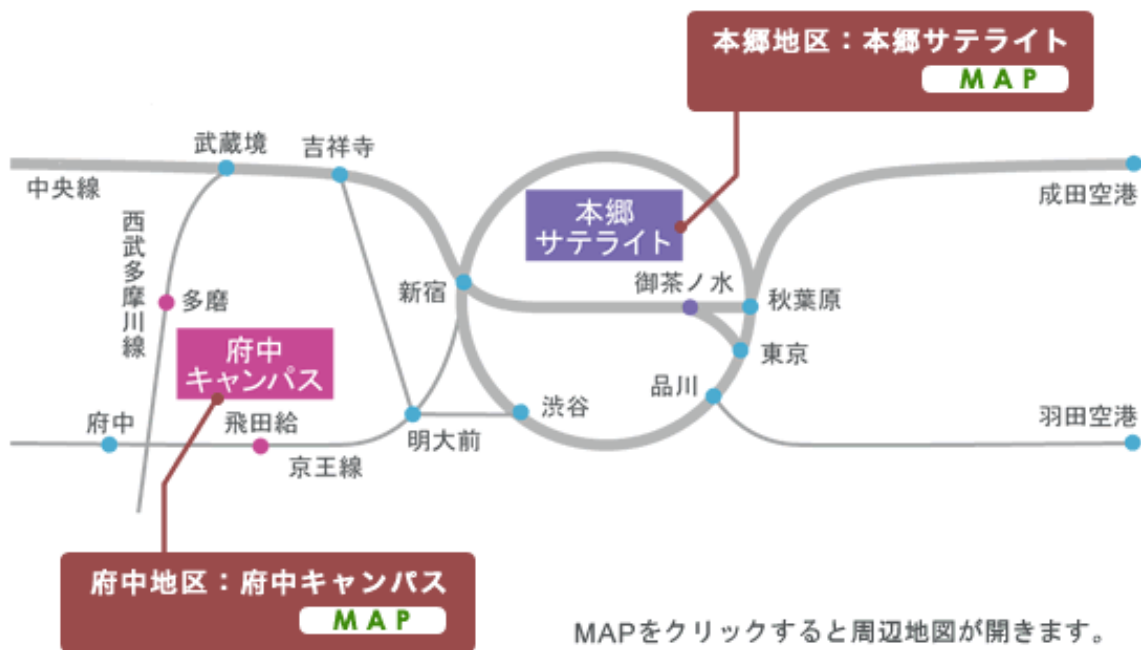 本郷地区：本郷サテライト
MAP
武蔵境
吉祥寺
中央線
成田空港
西武多摩川線
本郷
サテライト
新宿
御茶ノ水
秋葉原
多磨
府中
キャンパス
東京
品川
府中
飛田給
明大前
渋谷
羽田空港
京王線
府中地区：府中キャンパス
MAP
MAPをクリックすると周辺地図が開きます。